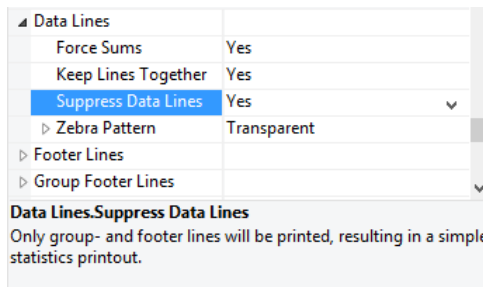 Data Lines
Force Sums Yes
Keep Lines Together Yes
Suppress Data Lines Yes
Zebra Pattern Transparent
Footer Lines
Group Footer Lines
Data Lines.Suppress Data Lines
Only group- and footer lines will be printed, resulting in a simple
statistics printout.